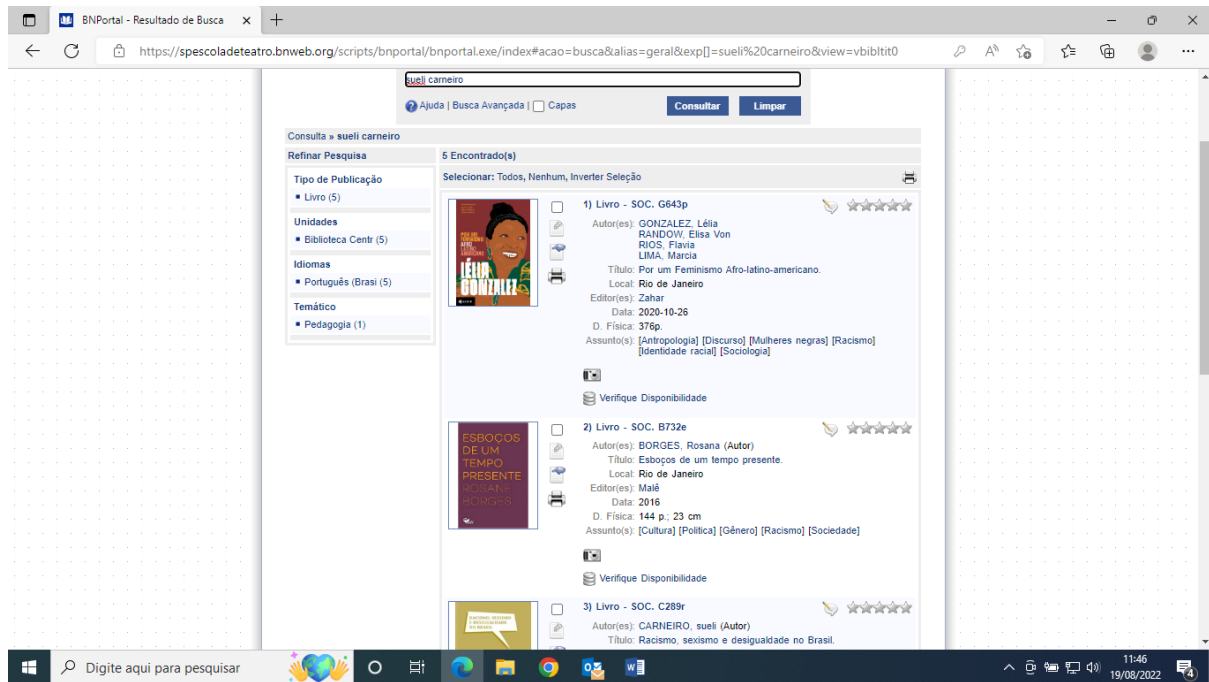 BNPortal - Resultado de Busca
https://spescoladeteatro.bnweb.org/scripts/bnportal/bnportal.exe/index#acao=busca&alias=geral&exp[]=sueli%20carneiro&view=vbibltit0
sueli carneiro
Ajuda | Busca Avançada | Capas
Consultar
Limpar
Consulta » sueli carneiro
Refinar Pesquisa
Tipo de Publicação
Livro (5)
Unidades
Biblioteca Centr (5)
Idiomas
Português (Brasi (5)
Temático
Pedagogia (1)
5 Encontrado(s)
Selecionar: Todos, Nenhum, Inverter Seleção
LÉLIA
GONZALEZ
1) Livro - SOC. G643p
Autor(es): GONZALEZ, Lélia
RANDOW, Elisa Von
RIOS, Flavia
LIMA, Marcia
Título: Por um Feminismo Afro-latino-americano.
Local: Rio de Janeiro
Editor(es): Zahar
Data: 2020-10-26
D. Física: 376p.
Assunto(s): [Antropologia] [Discurso] [Mulheres negras] [Racismo]
[Identidade racial] [Sociologia]
Verifique Disponibilidade
ESBOÇOS
DE UM
TEMPO
PRESENTE
ROSANE
BORGES
2) Livro - SOC. B732e
Autor(es): BORGES, Rosana (Autor)
Título: Esboços de um tempo presente.
Local: Rio de Janeiro
Editor(es): Malê
Data: 2016
D. Física: 144 p.; 23 cm
Assunto(s): [Cultura] [Politica] [Gênero] [Racismo] [Sociedade]
Verifique Disponibilidade
RACISMO, SEXISMO
E DESIGUALDADE
NO BRASIL
3) Livro - SOC. C289r
Autor(es): CARNEIRO, sueli (Autor)
Título: Racismo, sexismo e desigualdade no Brasil.
Digite aqui para pesquisar
11:46
19/08/2022
4